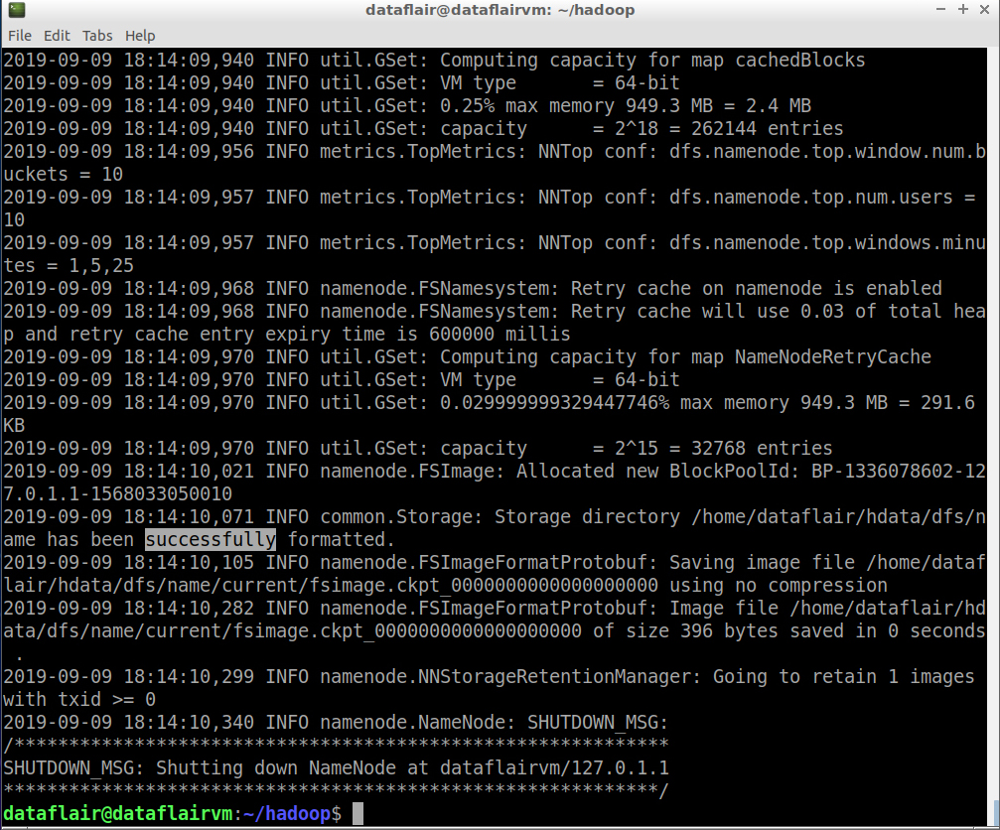 dataflair@dataflairvm: ~/hadoop
File Edit Tabs Help
2019-09-09 18:14:09,940 INFO util.GSet: Computing capacity for map cachedBlocks
2019-09-09 18:14:09,940 INFO util.GSet: VM type       = 64-bit
2019-09-09 18:14:09,940 INFO util.GSet: 0.25% max memory 949.3 MB = 2.4 MB
2019-09-09 18:14:09,940 INFO util.GSet: capacity      = 2^18 = 262144 entries
2019-09-09 18:14:09,956 INFO metrics.TopMetrics: NNTop conf: dfs.namenode.top.window.num.b
uckets = 10
2019-09-09 18:14:09,957 INFO metrics.TopMetrics: NNTop conf: dfs.namenode.top.num.users =
10
2019-09-09 18:14:09,957 INFO metrics.TopMetrics: NNTop conf: dfs.namenode.top.windows.minu
tes = 1,5,25
2019-09-09 18:14:09,968 INFO namenode.FSNamesystem: Retry cache on namenode is enabled
2019-09-09 18:14:09,968 INFO namenode.FSNamesystem: Retry cache will use 0.03 of total hea
p and retry cache entry expiry time is 600000 millis
2019-09-09 18:14:09,970 INFO util.GSet: Computing capacity for map NameNodeRetryCache
2019-09-09 18:14:09,970 INFO util.GSet: VM type       = 64-bit
2019-09-09 18:14:09,970 INFO util.GSet: 0.029999999329447746% max memory 949.3 MB = 291.6
KB
2019-09-09 18:14:09,970 INFO util.GSet: capacity      = 2^15 = 32768 entries
2019-09-09 18:14:10,021 INFO namenode.FSImage: Allocated new BlockPoolId: BP-1336078602-12
7.0.1.1-1568033050010
2019-09-09 18:14:10,071 INFO common.Storage: Storage directory /home/dataflair/hdata/dfs/n
ame has been successfully formatted.
2019-09-09 18:14:10,105 INFO namenode.FSImageFormatProtobuf: Saving image file /home/dataf
lair/hdata/dfs/name/current/fsimage.ckpt_0000000000000000000 using no compression
2019-09-09 18:14:10,282 INFO namenode.FSImageFormatProtobuf: Image file /home/dataflair/hd
ata/dfs/name/current/fsimage.ckpt_0000000000000000000 of size 396 bytes saved in 0 seconds
 .
2019-09-09 18:14:10,299 INFO namenode.NNStorageRetentionManager: Going to retain 1 images
with txid >= 0
2019-09-09 18:14:10,340 INFO namenode.NameNode: SHUTDOWN_MSG:
/************************************************************
SHUTDOWN_MSG: Shutting down NameNode at dataflairvm/127.0.1.1
************************************************************/
dataflair@dataflairvm:~/hadoop$